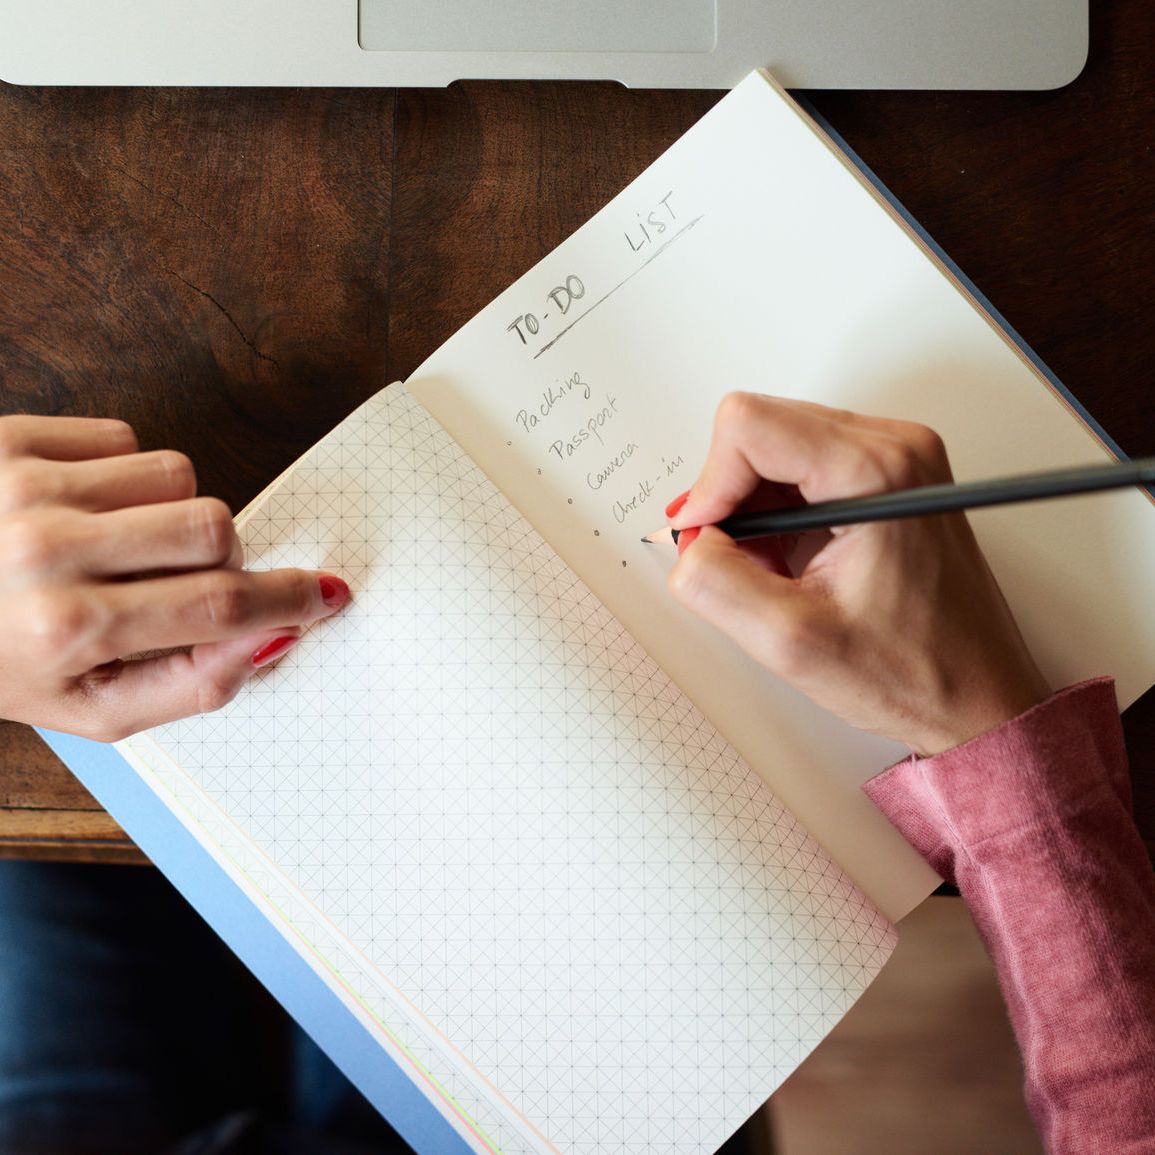 TO-DO LIST
• Packing
• Passport
• Camera
• Check-in
•